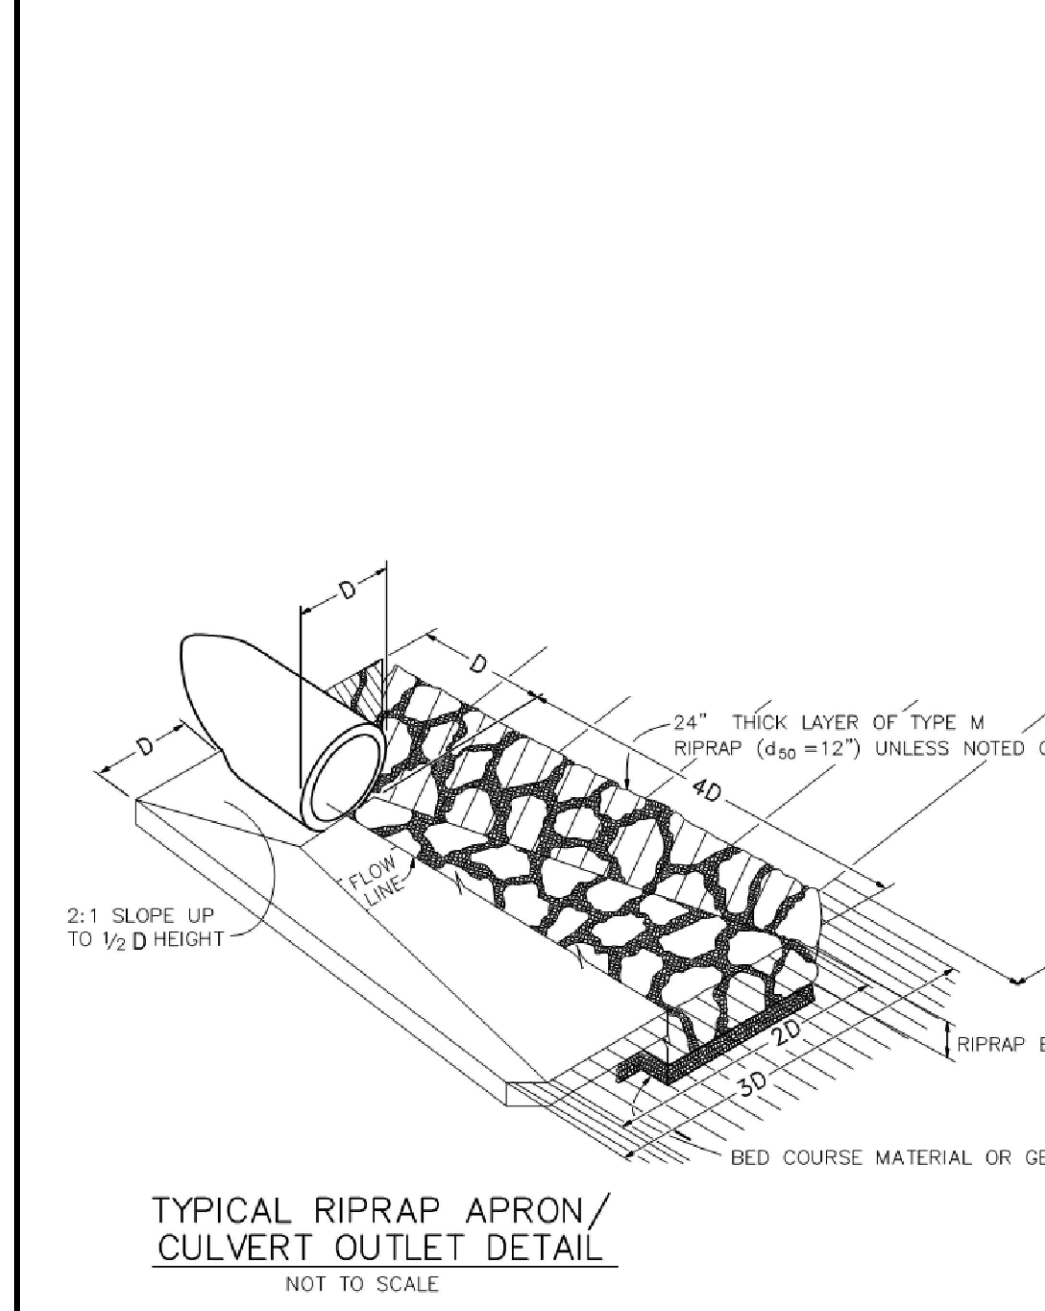 D
D
D
24" THICK LAYER OF TYPE M
RIPRAP (d50 =12") UNLESS NOTED
4D
FLOW
LINE
2:1 SLOPE UP
TO 1/2 D HEIGHT
2D
RIPRAP
3D
BED COURSE MATERIAL OR
TYPICAL RIPRAP APRON/
CULVERT OUTLET DETAIL
NOT TO SCALE